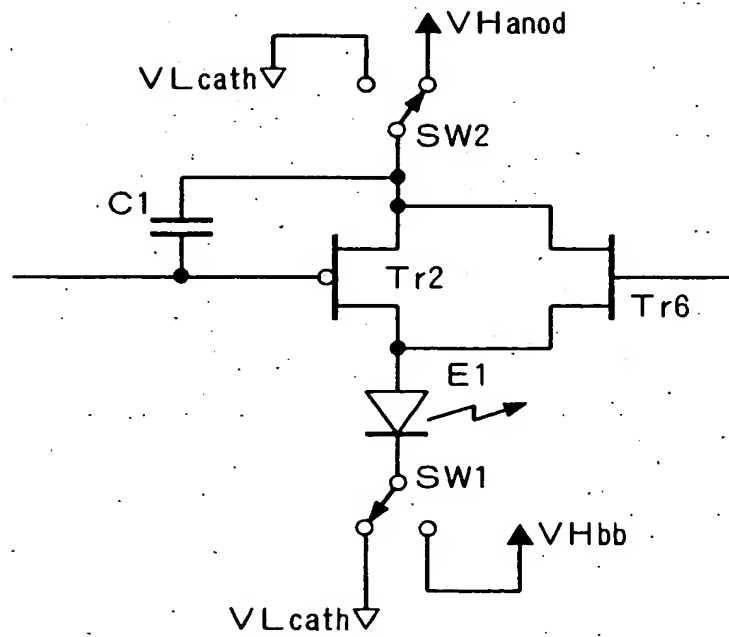 VHanod
VLcath
SW2
C1
Tr2
Tr6
E1
SW1
VHbb
VLcath